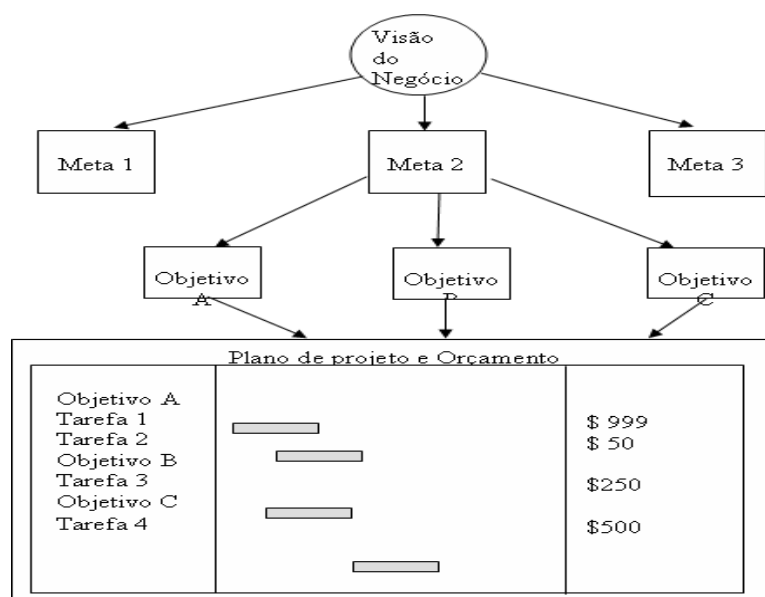 Visão
do
Negócio
Meta 1
Meta 2
Meta 3
Objetivo
A
Objetivo
B
Objetivo
C
Plano de projeto e Orçamento
Objetivo A
Tarefa 1
Tarefa 2
Objetivo B
Tarefa 3
Objetivo C
Tarefa 4
$ 999
$ 50
$250
$500